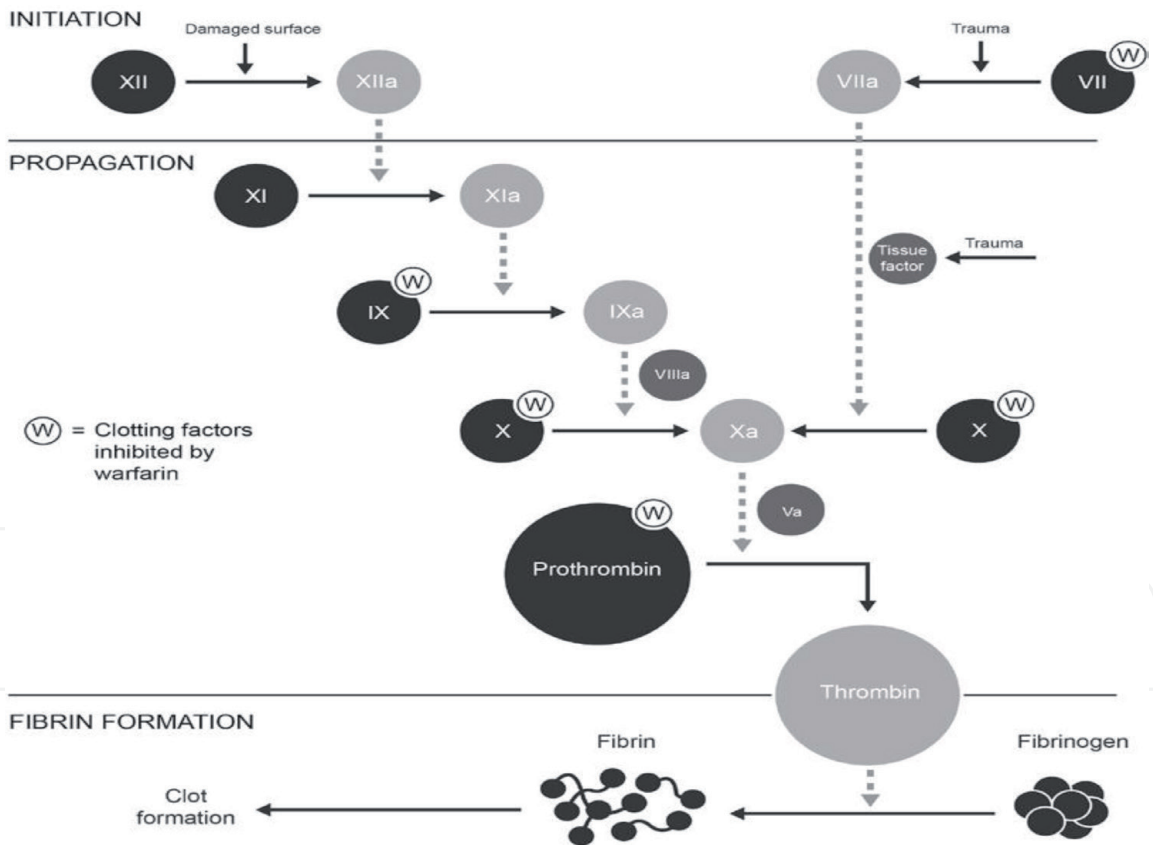 INITIATION
Damaged surface
Trauma
XII
XIIa
VIIa
VII
W
PROPAGATION
XI
XIa
Tissue
factor
Trauma
IX
W
IXa
VIIIa
W = Clotting factors
inhibited by
warfarin
X
W
Xa
X
W
Va
Prothrombin
W
Thrombin
FIBRIN FORMATION
Fibrin
Fibrinogen
Clot
formation